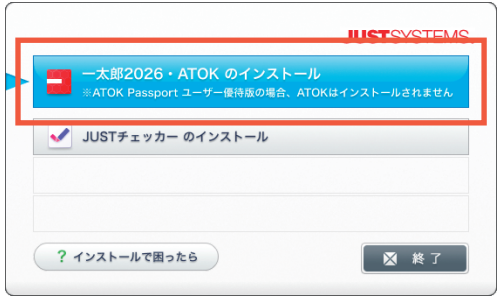 JUSTSYSTEMS
一太郎2026・ATOK のインストール
※ATOK Passport ユーザー優待版の場合、ATOKはインストールされません
JUSTチェッカー のインストール
? インストールで困ったら
終了